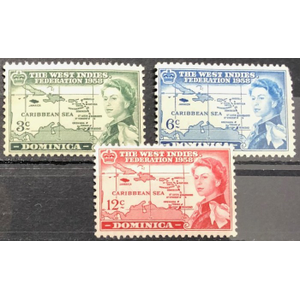 THE WEST INDIES
FEDERATION 1958
CARIBBEAN SEA
3c
DOMINICA
THE WEST INDIES
FEDERATION 1958
CARIBBEAN SEA
6c
DOMINICA
THE WEST INDIES
FEDERATION 1958
CARIBBEAN SEA
12c
DOMINICA